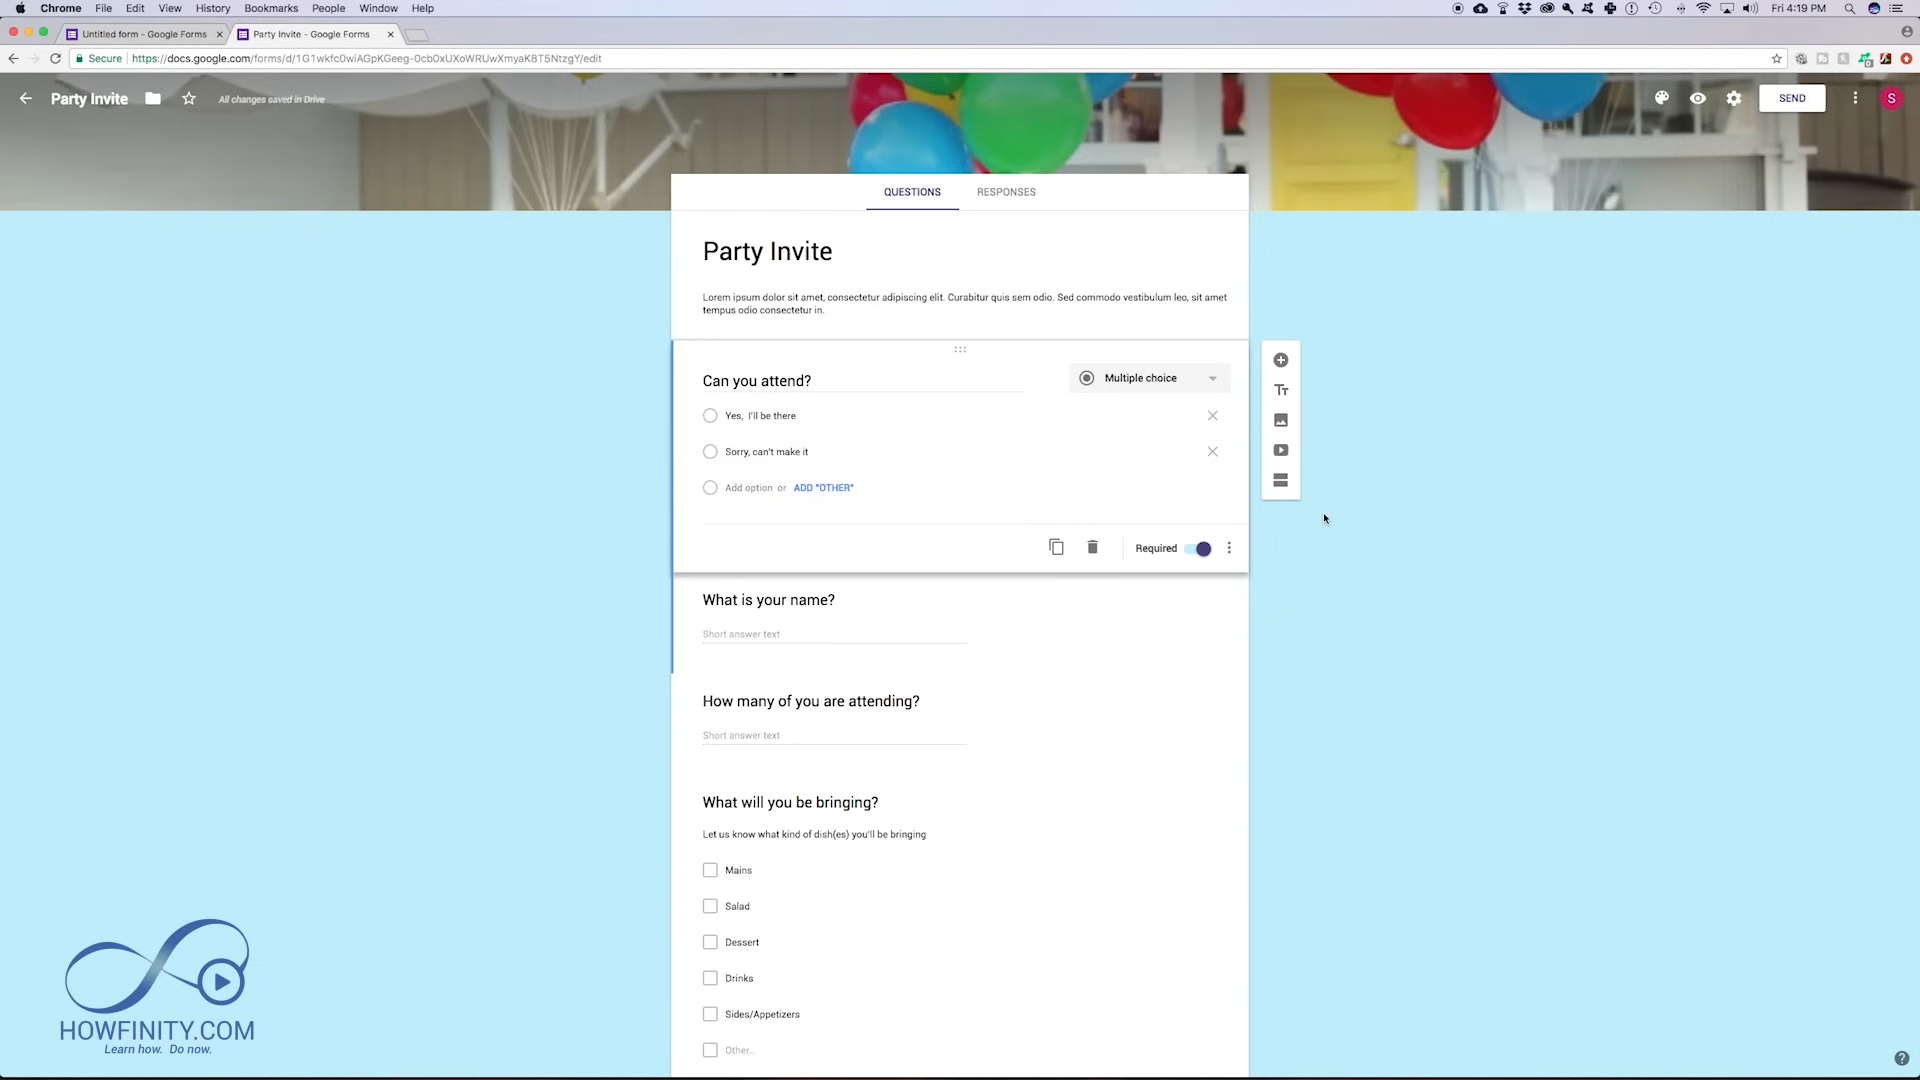 Chrome File Edit View History Bookmarks People Window Help Fri 4:19 PM
Untitled form - Google Forms Party Invite - Google Forms
Secure https://docs.google.com/forms/d/1G1wkfc0wiAGpKGeeg-0cb0xUXoWRUwXmyaK8T5NtzgY/edit
Party Invite All changes saved in Drive SEND S
QUESTIONS RESPONSES
Party Invite
Lorem ipsum dolor sit amet, consectetur adipiscing elit. Curabitur quis sem odio. Sed commodo vestibulum leo, sit amet
tempus odio consectetur in.
Can you attend? Multiple choice
Yes, I'll be there
Sorry, can't make it
Add option or ADD "OTHER"
Required
What is your name?
Short answer text
How many of you are attending?
Short answer text
What will you be bringing?
Let us know what kind of dish(es) you'll be bringing
Mains
Salad
Dessert
Drinks
Sides/Appetizers
Other...
HOWFINITY.COM
Learn how. Do now.